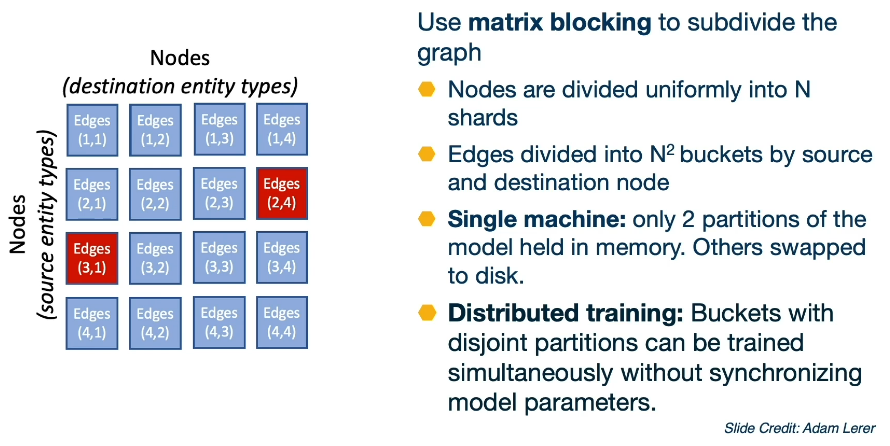 Nodes
(destination entity types)
Nodes
(source entity types)
Edges
(1,1)
Edges
(1,2)
Edges
(1,3)
Edges
(1,4)
Edges
(2,1)
Edges
(2,2)
Edges
(2,3)
Edges
(2,4)
Edges
(3,1)
Edges
(3,2)
Edges
(3,3)
Edges
(3,4)
Edges
(4,1)
Edges
(4,2)
Edges
(4,3)
Edges
(4,4)
Use matrix blocking to subdivide the
graph
Nodes are divided uniformly into N
shards
Edges divided into N² buckets by source
and destination node
Single machine: only 2 partitions of the
model held in memory. Others swapped
to disk.
Distributed training: Buckets with
disjoint partitions can be trained
simultaneously without synchronizing
model parameters.
Slide Credit: Adam Lerer